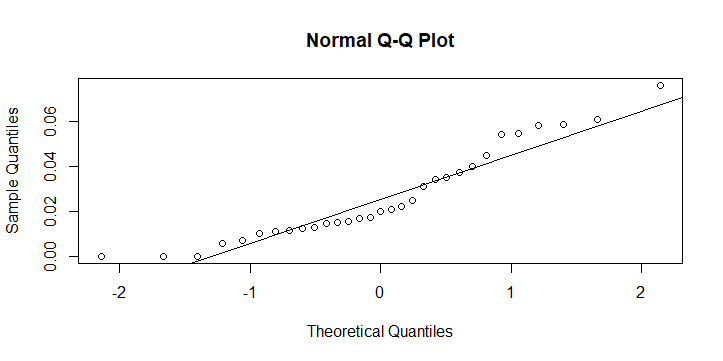 Normal Q-Q Plot
Sample Quantiles
0.06
0.04
0.02
0.00
-2 -1 0 1 2
Theoretical Quantiles